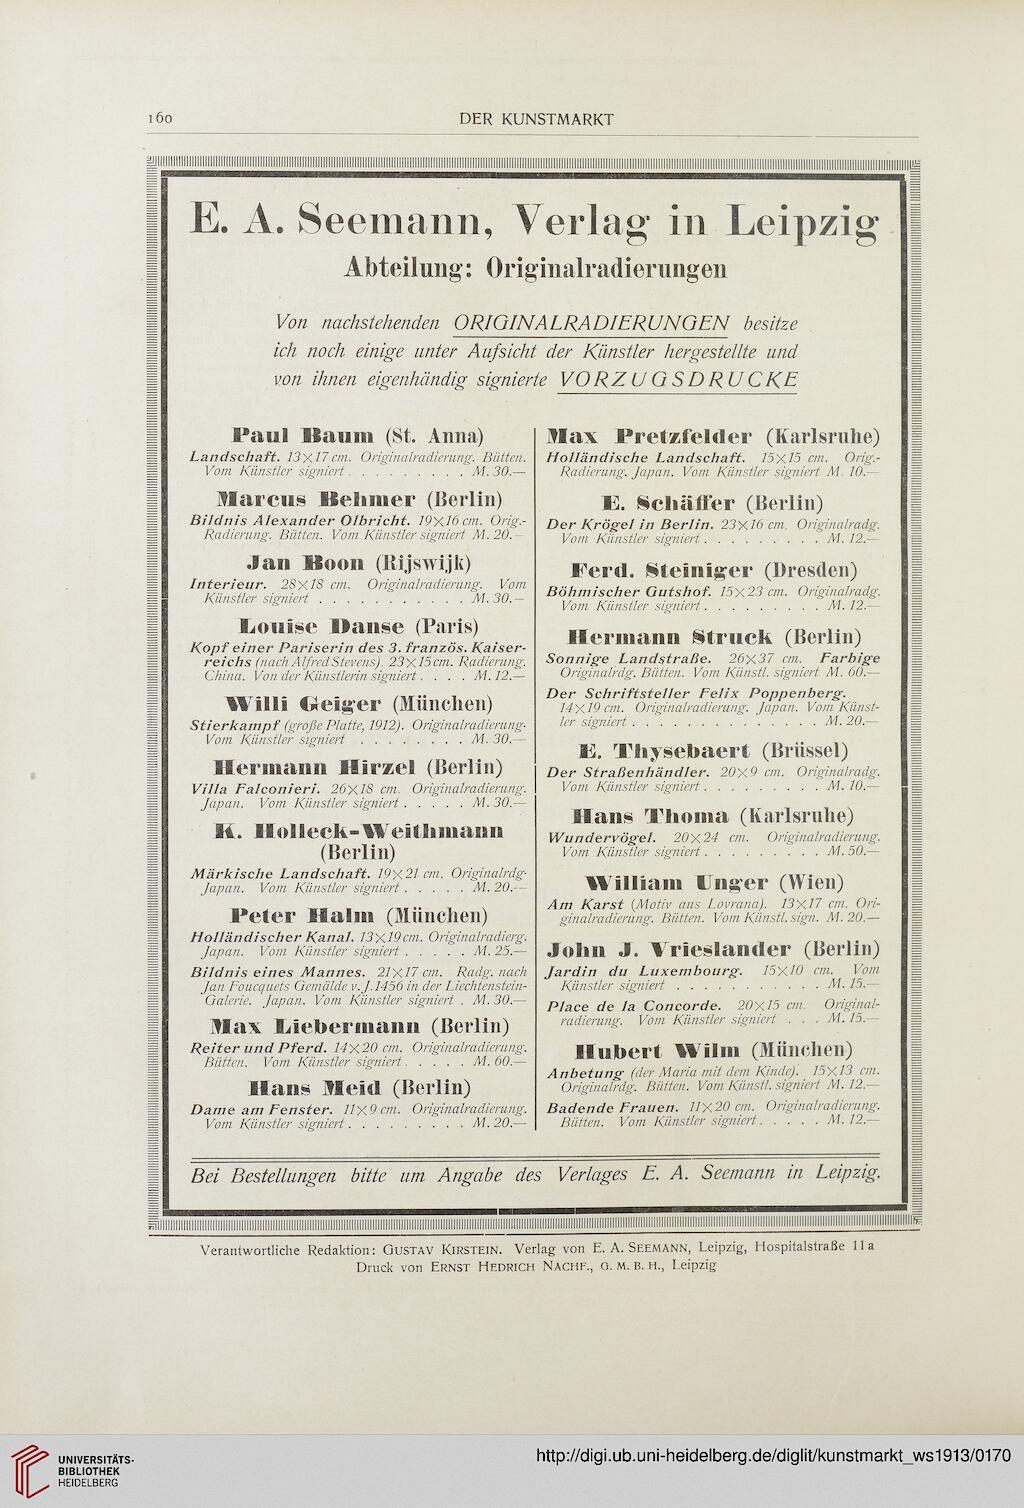 160
DER KUNSTMARKT
E. A. Seemann, Verlag in Leipzig
Abteilung: Originalradierungen
Von nachstehenden ORIGINALRADIERUNGEN besitze
ich noch einige unter Aufsicht der Künstler hergestellte und
von ihnen eigenhändig signierte VORZUGSDRUCKE
Paul Baum (St. Anna)
Landschaft. 13×17 cm. Originalradierung. Bütten.
Vom Künstler signiert . . . . . . . . . M. 30.—
Marcus Behmer (Berlin)
Bildnis Alexander Olbricht. 19×16 cm. Orig.-
Radierung. Bütten. Vom Künstler signiert M. 20.—
Jan Boon (Rijswijk)
Interieur. 28×18 cm. Originalradierung. Vom
Künstler signiert . . . . . . . . . . . M. 30.—
Louise Danse (Paris)
Kopf einer Pariserin des 3. französ. Kaiser-
reichs (nach Alfred Stevens). 23×15 cm. Radierung.
China. Von der Künstlerin signiert . . . . M. 12.—
Willi Geiger (München)
Stierkampf (große Platte, 1912). Originalradierung.
Vom Künstler signiert . . . . . . . . M. 30.—
Hermann Hirzel (Berlin)
Villa Falconieri. 26×18 cm. Originalradierung.
Japan. Vom Künstler signiert . . . . . M. 30.—
K. Holleck-Weithmann
(Berlin)
Märkische Landschaft. 19×21 cm. Originalrdg.
Japan. Vom Künstler signiert . . . . . M. 20.—
Peter Halm (München)
Holländischer Kanal. 13×19 cm. Originalradierg.
Japan. Vom Künstler signiert . . . . . M. 25.—
Bildnis eines Mannes. 21×17 cm. Radg. nach
Jan Foucquets Gemälde v. J. 1456 in der Liechtenstein-
Galerie. Japan. Vom Künstler signiert . M. 30.—
Max Liebermann (Berlin)
Reiter und Pferd. 14×20 cm. Originalradierung.
Bütten. Vom Künstler signiert . . . . . M. 60.—
Hans Meid (Berlin)
Dame am Fenster. 11×9 cm. Originalradierung.
Vom Künstler signiert . . . . . . . . . M. 20.—
Max Pretzfelder (Karlsruhe)
Holländische Landschaft. 15×15 cm. Orig.-
Radierung. Japan. Vom Künstler signiert M. 10.—
E. Schäffer (Berlin)
Der Krögel in Berlin. 23×16 cm. Originalradg.
Vom Künstler signiert . . . . . . . . . M. 12.—
Ferd. Steiniger (Dresden)
Böhmischer Gutshof. 15×23 cm. Originalradg.
Vom Künstler signiert . . . . . . . . . M. 12.—
Hermann Struck (Berlin)
Sonnige Landstraße. 26×37 cm. Farbige
Originalrdg. Bütten. Vom Künstl. signiert M. 60.—
Der Schriftsteller Felix Poppenberg.
14×19 cm. Originalradierung. Japan. Vom Künst-
ler signiert . . . . . . . . . . . . . . M. 20.—
E. Thysebaert (Brüssel)
Der Straßenhändler. 20×9 cm. Originalradg.
Vom Künstler signiert . . . . . . . . . M. 10.—
Hans Thoma (Karlsruhe)
Wundervögel. 20×24 cm. Originalradierung.
Vom Künstler signiert . . . . . . . . . M. 50.—
William Unger (Wien)
Am Karst (Motiv aus Lovrana). 13×17 cm. Ori-
ginalradierung. Bütten. Vom Künstl. sign. M. 20.—
John J. Vrieslander (Berlin)
Jardin du Luxembourg. 15×10 cm. Vom
Künstler signiert . . . . . . . . . . . M. 15.—
Place de la Concorde. 20×15 cm. Original-
radierung. Vom Künstler signiert . . . M. 15.—
Hubert Wilm (München)
Anbetung (der Maria mit dem Kinde). 15×13 cm.
Originalrdg. Bütten. Vom Künstl. signiert M. 12.—
Badende Frauen. 11×20 cm. Originalradierung.
Bütten. Vom Künstler signiert . . . . . M. 12.—
Bei Bestellungen bitte um Angabe des Verlages E. A. Seemann in Leipzig.
Verantwortliche Redaktion: GUSTAV KIRSTEIN. Verlag von E. A. SEEMANN, Leipzig, Hospitalstraße 11a
Druck von ERNST HEDRICH NACHF., G. M. B. H., Leipzig
UNIVERSITÄTS-
BIBLIOTHEK
HEIDELBERG
http://digi.ub.uni-heidelberg.de/diglit/kunstmarkt_ws1913/0170